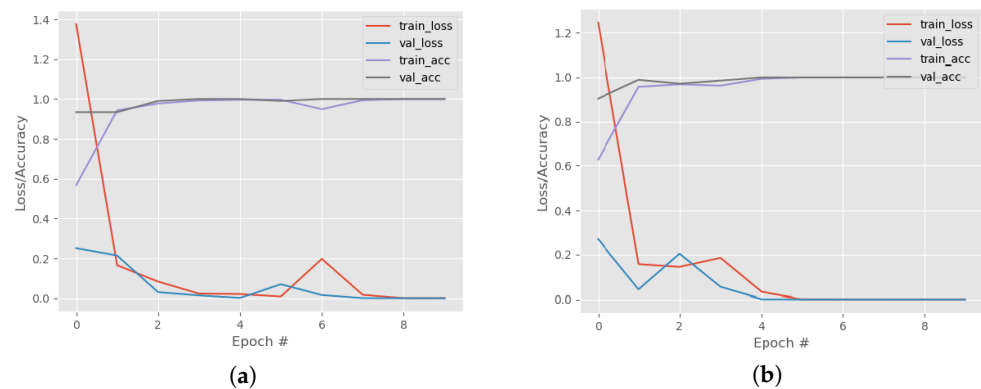 1.4
1.2
1.0
0.8
0.6
0.4
0.2
0.0
Loss/Accuracy
train_loss
val_loss
train_acc
val_acc
0 2 4 6 8
Epoch #
(a)
1.2
1.0
0.8
0.6
0.4
0.2
0.0
Loss/Accuracy
train_loss
val_loss
train_acc
val_acc
0 2 4 6 8
Epoch #
(b)